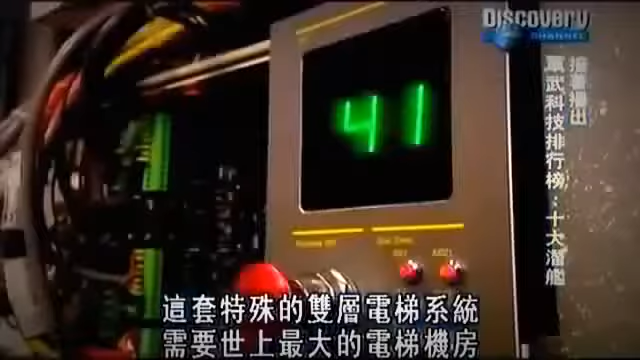 DISCOVERY
CHANNEL
接著播出
軍武科技排行榜:十大潛艦
41
這套特殊的雙層電梯系統
需要世上最大的電梯機房